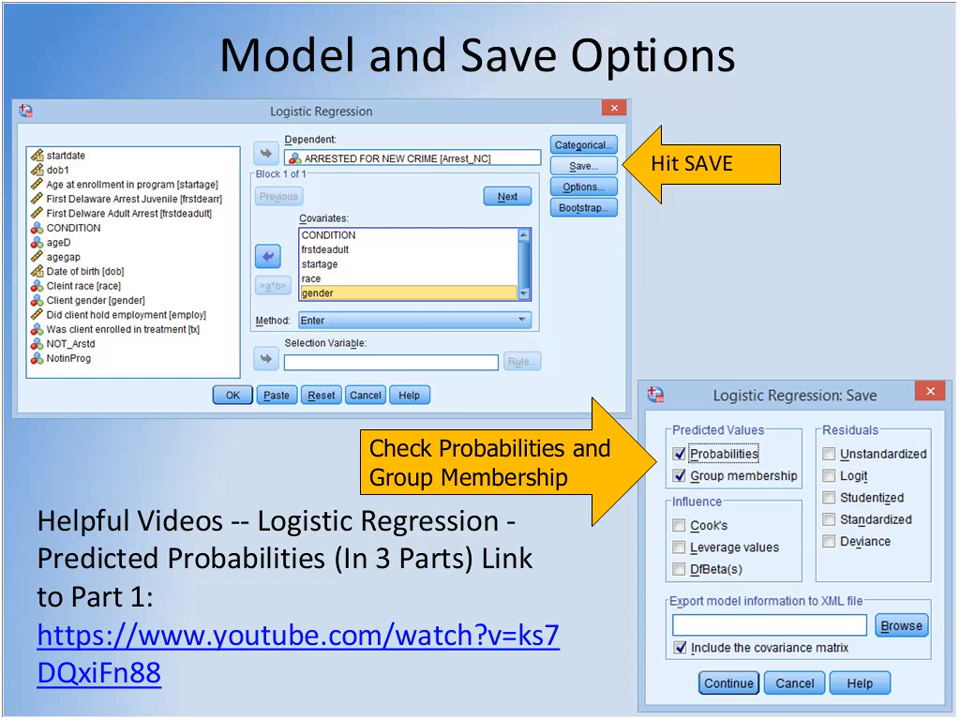 Model and Save Options
Logistic Regression
startdate
dob1
Age at enrollment in program [startage]
First Delaware Arrest Juvenile [frstdearr]
First Delware Adult Arrest [frstdeadult]
CONDITION
ageD
agegap
Date of birth [dob]
Cleint race [race]
Client gender [gender]
Did client hold employment [employ]
Was client enrolled in treatment [tx]
NOT_Arstd
NotinProg
Dependent:
ARRESTED FOR NEW CRIME [Arrest_NC]
Block 1 of 1
Previous
Next
Covariates:
CONDITION
frstdeadult
startage
race
gender
>a*b>
Method: Enter
Selection Variable:
Rule...
Categorical...
Save...
Options...
Bootstrap...
OK Paste Reset Cancel Help
Hit SAVE
Check Probabilities and
Group Membership
Logistic Regression: Save
Predicted Values
Probabilities
Group membership
Influence
Cook's
Leverage values
DfBeta(s)
Residuals
Unstandardized
Logit
Studentized
Standardized
Deviance
Export model information to XML file
Browse
Include the covariance matrix
Continue Cancel Help
Helpful Videos -- Logistic Regression -
Predicted Probabilities (In 3 Parts) Link
to Part 1:
https://www.youtube.com/watch?v=ks7
DQxiFn88